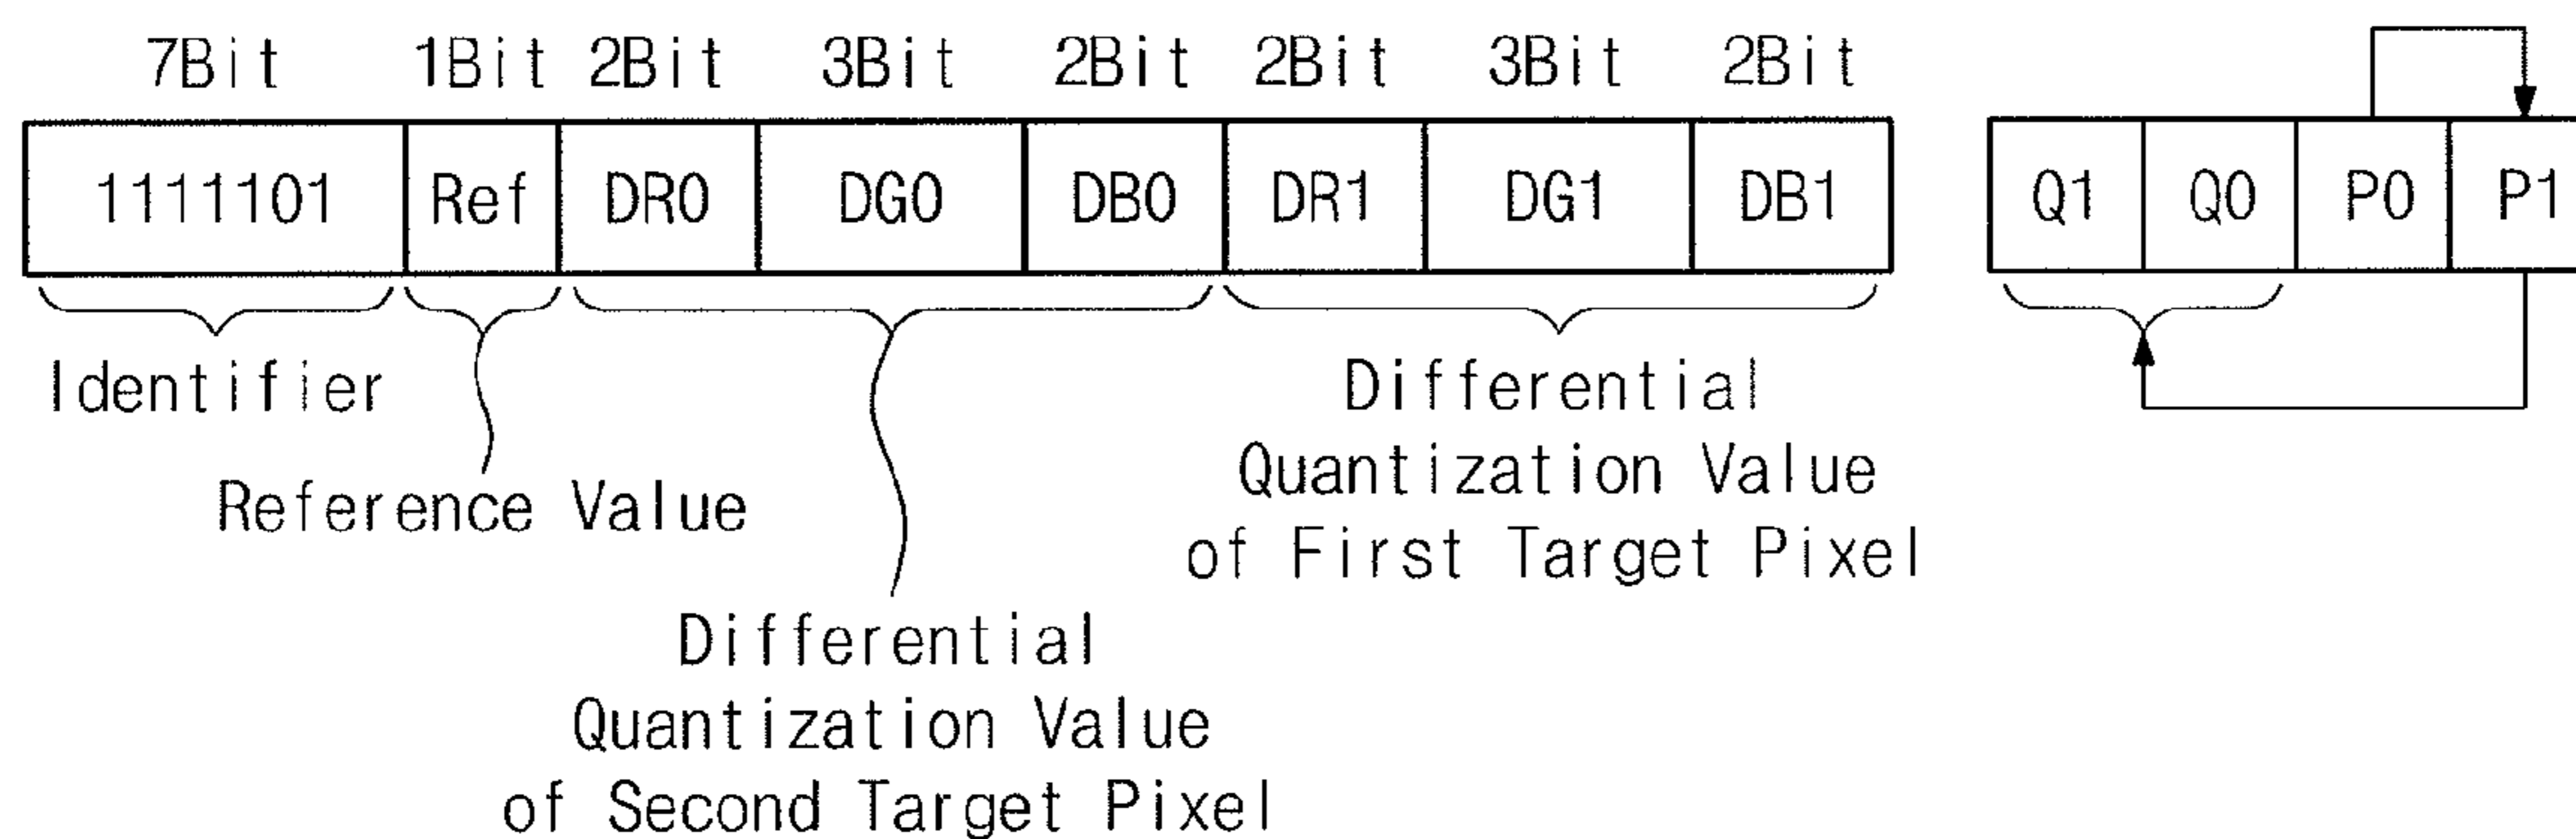 7Bit 1Bit 2Bit 3Bit 2Bit 2Bit 3Bit 2Bit
1111101 Ref DR0 DG0 DB0 DR1 DG1 DB1 Q1 Q0 P0 P1
Identifier
Reference Value
Differential
Quantization Value
of Second Target Pixel
Differential
Quantization Value
of First Target Pixel